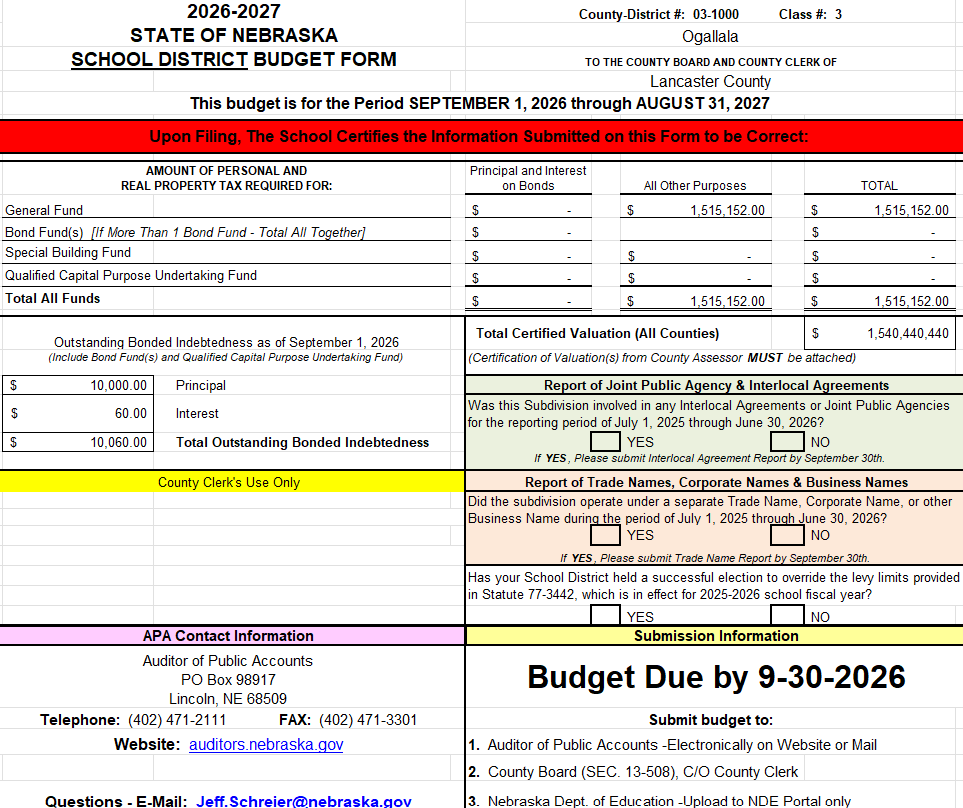 2026-2027
STATE OF NEBRASKA
SCHOOL DISTRICT BUDGET FORM
County-District #: 03-1000 Class #: 3
Ogallala
TO THE COUNTY BOARD AND COUNTY CLERK OF
Lancaster County
This budget is for the Period SEPTEMBER 1, 2026 through AUGUST 31, 2027
Upon Filing, The School Certifies the Information Submitted on this Form to be Correct:
AMOUNT OF PERSONAL AND
REAL PROPERTY TAX REQUIRED FOR:
Principal and Interest
on Bonds All Other Purposes TOTAL
General Fund $ - $ 1,515,152.00 $ 1,515,152.00
Bond Fund(s) [If More Than 1 Bond Fund - Total All Together] $ - $ -
Special Building Fund $ - $ - $ -
Qualified Capital Purpose Undertaking Fund $ - $ - $ -
Total All Funds $ - $ 1,515,152.00 $ 1,515,152.00
Outstanding Bonded Indebtedness as of September 1, 2026
(Include Bond Fund(s) and Qualified Capital Purpose Undertaking Fund)
$ 10,000.00 Principal
$ 60.00 Interest
$ 10,060.00 Total Outstanding Bonded Indebtedness
Total Certified Valuation (All Counties) $ 1,540,440,440
(Certification of Valuation(s) from County Assessor MUST be attached)
Report of Joint Public Agency & Interlocal Agreements
Was this Subdivision involved in any Interlocal Agreements or Joint Public Agencies
for the reporting period of July 1, 2025 through June 30, 2026?
YES NO
If YES, Please submit Interlocal Agreement Report by September 30th.
County Clerk's Use Only
Report of Trade Names, Corporate Names & Business Names
Did the subdivision operate under a separate Trade Name, Corporate Name, or other
Business Name during the period of July 1, 2025 through June 30, 2026?
YES NO
If YES, Please submit Trade Name Report by September 30th.
Has your School District held a successful election to override the levy limits provided
in Statute 77-3442, which is in effect for 2025-2026 school fiscal year?
YES NO
APA Contact Information
Auditor of Public Accounts
PO Box 98917
Lincoln, NE 68509
Telephone: (402) 471-2111 FAX: (402) 471-3301
Website: auditors.nebraska.gov
Questions - E-Mail: Jeff.Schreier@nebraska.gov
Submission Information
Budget Due by 9-30-2026
Submit budget to:
1. Auditor of Public Accounts -Electronically on Website or Mail
2. County Board (SEC. 13-508), C/O County Clerk
3. Nebraska Dept. of Education -Upload to NDE Portal only